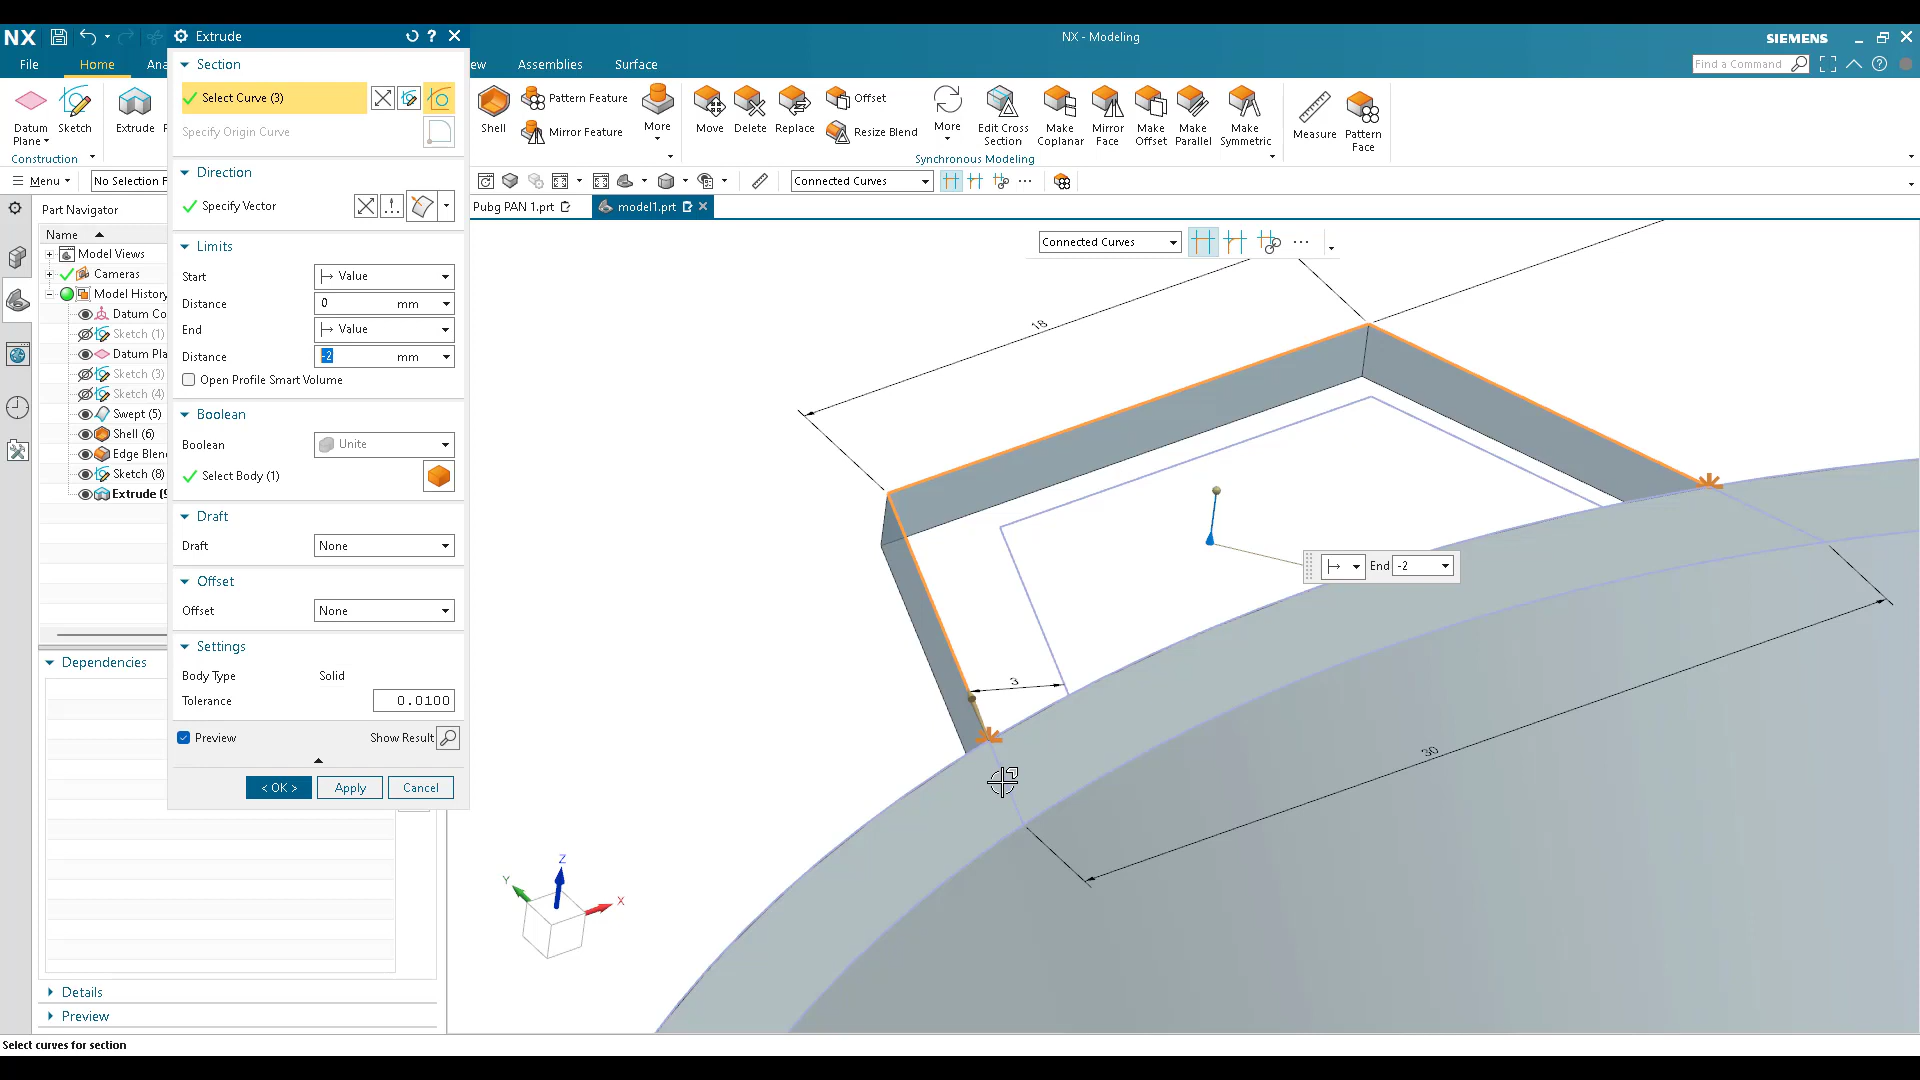 NX
Extrude
NX - Modeling
SIEMENS
File
Home
Ana
ew
Assemblies
Surface
Find a Command
Datum Plane
Sketch
Extrude
Shell
Pattern Feature
Mirror Feature
More
Move
Delete
Replace
Offset
Resize Blend
More
Edit Cross Section
Make Coplanar
Mirror Face
Make Offset
Make Parallel
Make Symmetric
Measure
Pattern Face
Construction
Synchronous Modeling
Menu
No Selection F
Connected Curves
Part Navigator
Pubg PAN 1.prt
model1.prt
Name
Model Views
Cameras
Model History
Datum Co
Sketch (1)
Datum Pla
Sketch (3)
Sketch (4)
Swept (5)
Shell (6)
Edge Blen
Sketch (8)
Extrude (9
Dependencies
Details
Preview
Section
Select Curve (3)
Specify Origin Curve
Direction
Specify Vector
Limits
Start
Value
Distance
0
mm
End
Value
Distance
-2
mm
Open Profile Smart Volume
Boolean
Boolean
Unite
Select Body (1)
Draft
Draft
None
Offset
Offset
None
Settings
Body Type
Solid
Tolerance
0.0100
Preview
Show Result
< OK >
Apply
Cancel
Connected Curves
18
End -2
3
30
Z
Y
X
Select curves for section